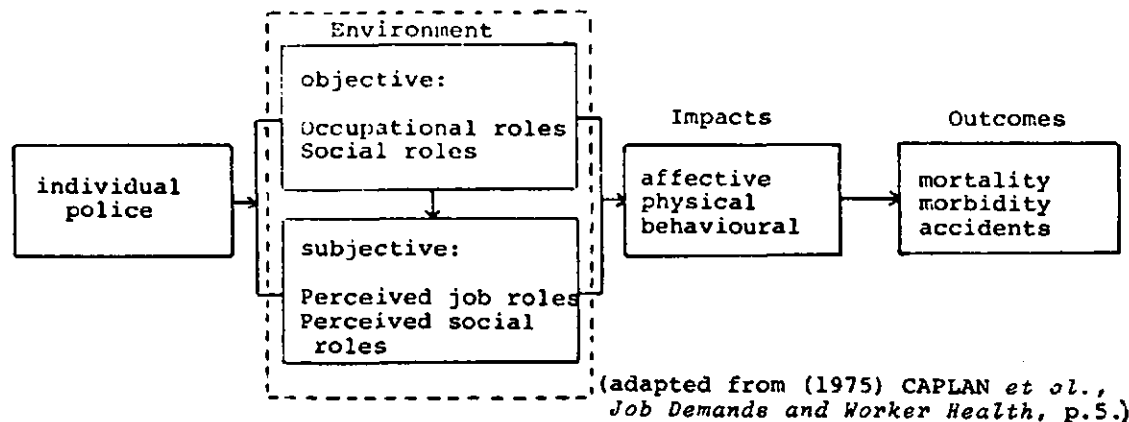 Environment
objective:
Occupational roles
Social roles
individual
police
subjective:
Perceived job roles
Perceived social
roles
Impacts
affective
physical
behavioural
Outcomes
mortality
morbidity
accidents
(adapted from (1975) CAPLAN et al.,
Job Demands and Worker Health, p.5.)